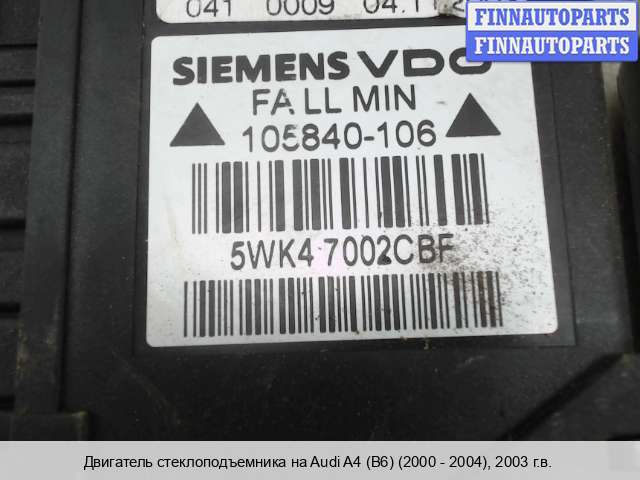 041 0009 04.11.
FINNAUTOPARTS
FINNAUTOPARTS
SIEMENS VDO
FA LL MIN
105840-106
5WK4 7002CBF
Двигатель стеклоподъемника на Audi A4 (B6) (2000 - 2004), 2003 г.в.